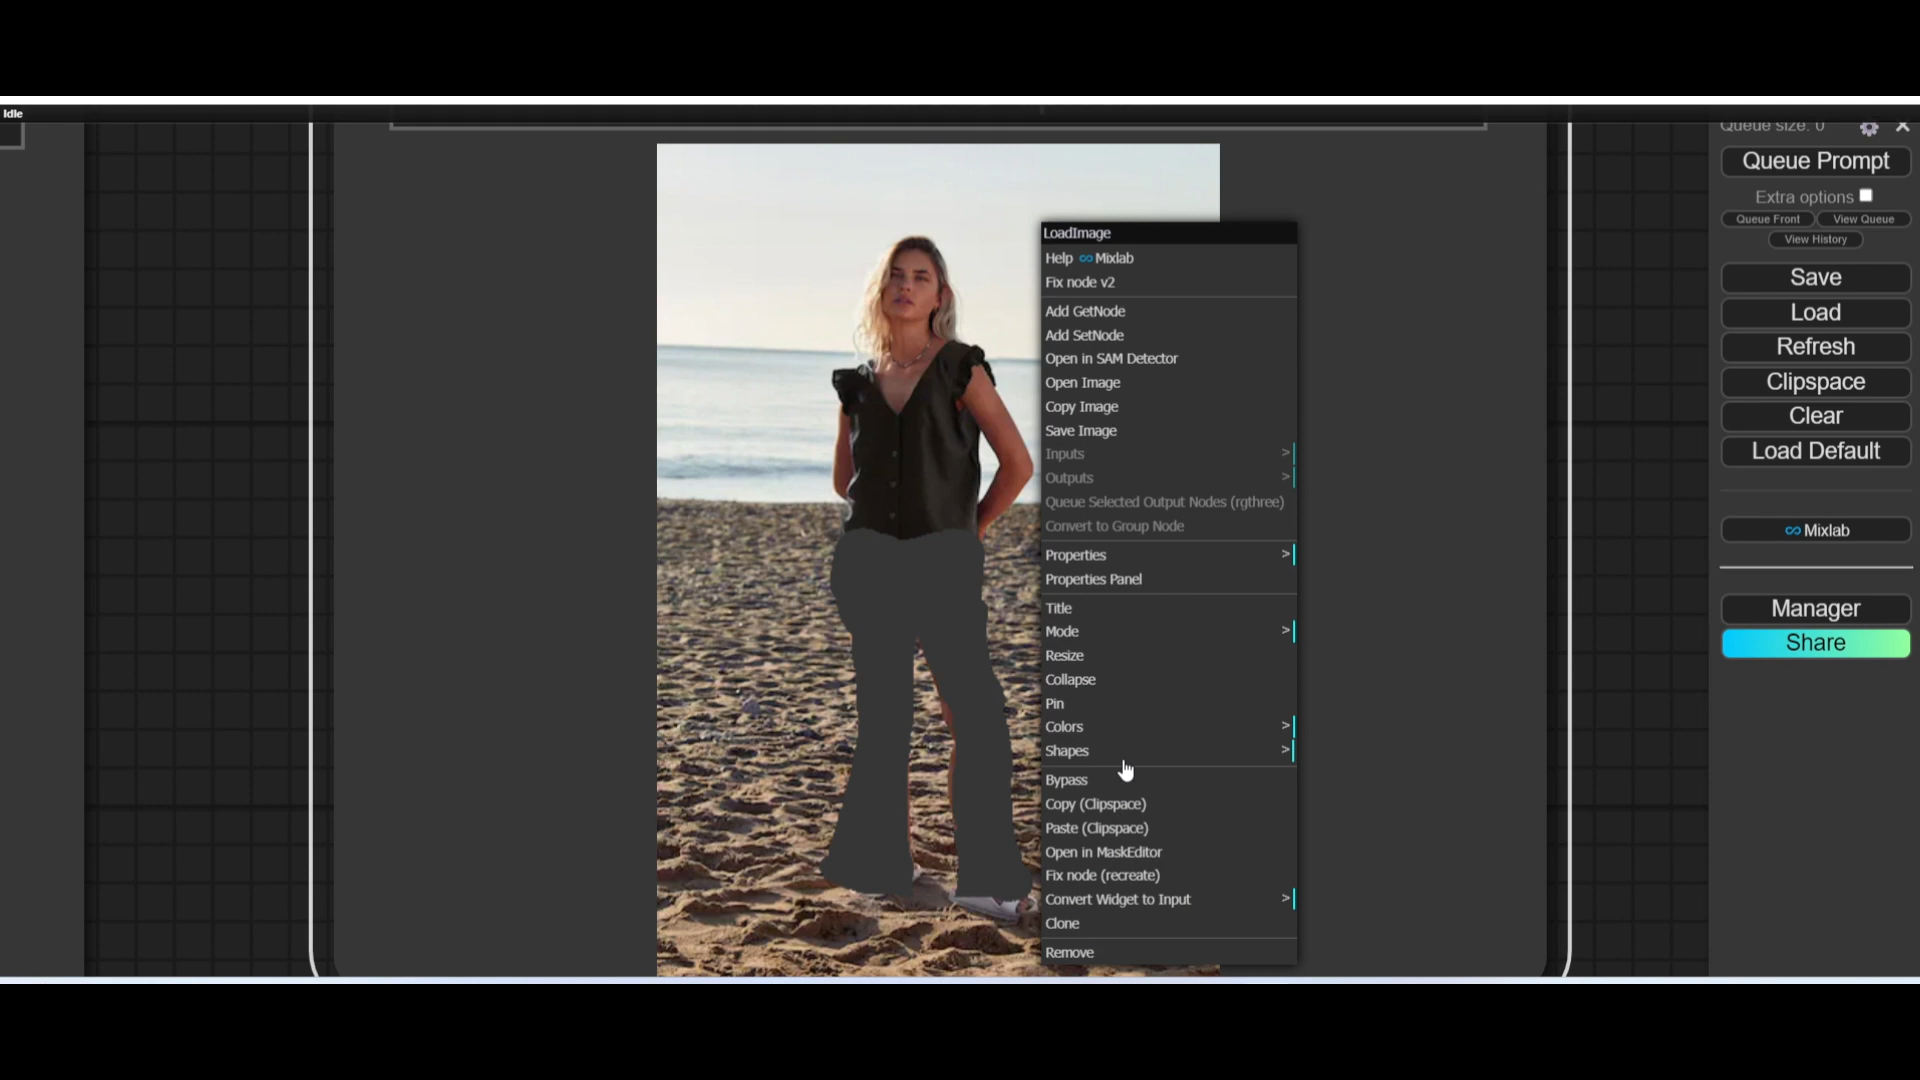 Idle
Queue size: 0
Queue Prompt
Extra options
Queue Front
View Queue
View History
Save
Load
Refresh
Clipspace
Clear
Load Default
Mixlab
Manager
Share
LoadImage
Help ∞ Mixlab
Fix node v2
Add GetNode
Add SetNode
Open in SAM Detector
Open Image
Copy Image
Save Image
Inputs >
Outputs >
Queue Selected Output Nodes (rgthree)
Convert to Group Node
Properties >
Properties Panel
Title
Mode >
Resize
Collapse
Pin
Colors >
Shapes >
Bypass
Copy (Clipspace)
Paste (Clipspace)
Open in MaskEditor
Fix node (recreate)
Convert Widget to Input >
Clone
Remove